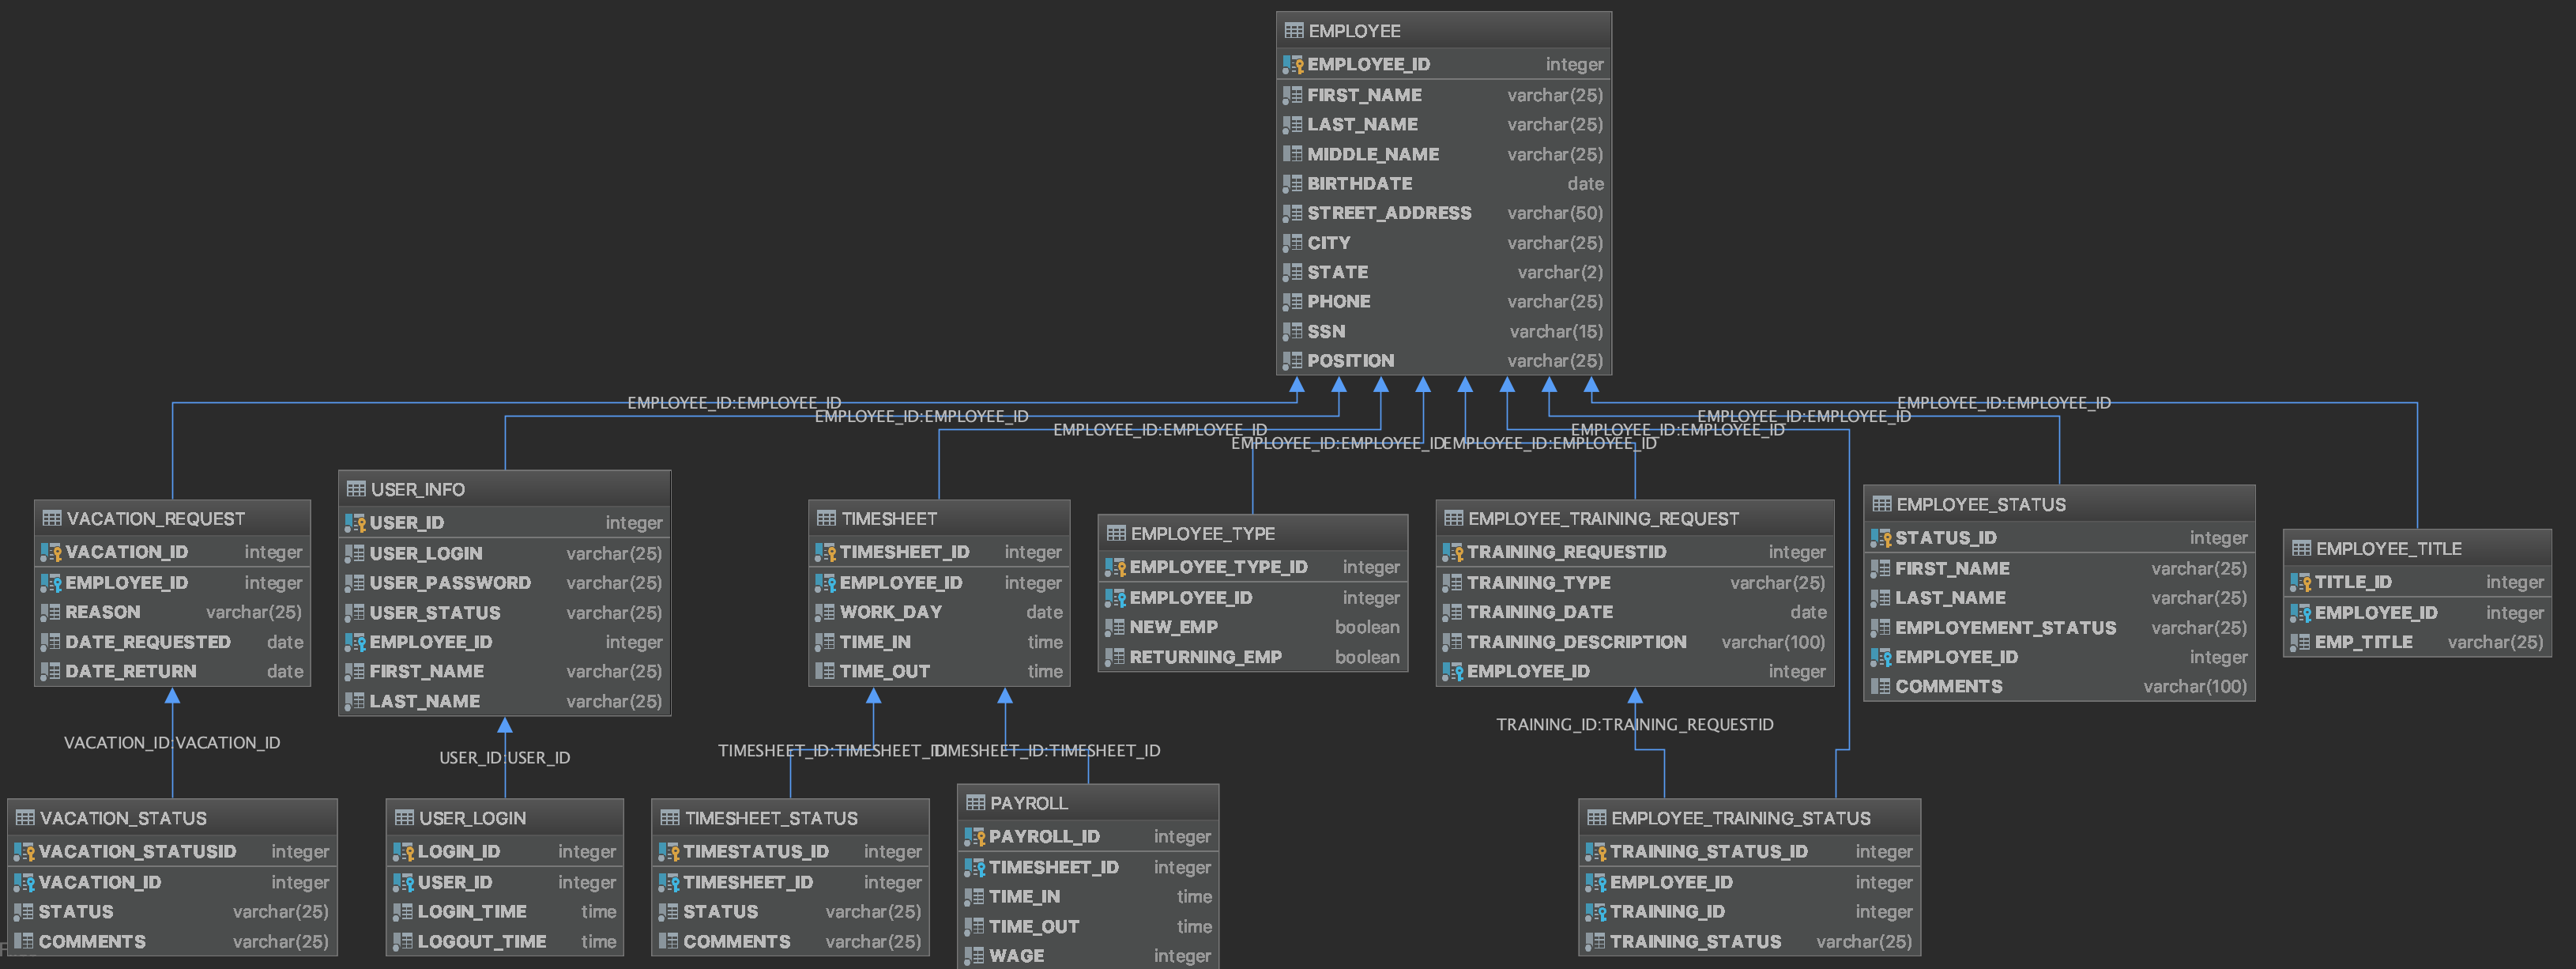 EMPLOYEE
EMPLOYEE_ID integer
FIRST_NAME varchar(25)
LAST_NAME varchar(25)
MIDDLE_NAME varchar(25)
BIRTHDATE date
STREET_ADDRESS varchar(50)
CITY varchar(25)
STATE varchar(2)
PHONE varchar(25)
SSN varchar(15)
POSITION varchar(25)
EMPLOYEE_ID:EMPLOYEE_ID
EMPLOYEE_ID:EMPLOYEE_ID
EMPLOYEE_ID:EMPLOYEE_ID
EMPLOYEE_ID:EMPLOYEE_ID
EMPLOYEE_ID:EMPLOYEE_ID
EMPLOYEE_ID:EMPLOYEE_ID
EMPLOYEE_ID:EMPLOYEE_ID
EMPLOYEE_ID:EMPLOYEE_ID
VACATION_REQUEST
VACATION_ID integer
EMPLOYEE_ID integer
REASON varchar(25)
DATE_REQUESTED date
DATE_RETURN date
USER_INFO
USER_ID integer
USER_LOGIN varchar(25)
USER_PASSWORD varchar(25)
USER_STATUS varchar(25)
EMPLOYEE_ID integer
FIRST_NAME varchar(25)
LAST_NAME varchar(25)
TIMESHEET
TIMESHEET_ID integer
EMPLOYEE_ID integer
WORK_DAY date
TIME_IN time
TIME_OUT time
EMPLOYEE_TYPE
EMPLOYEE_TYPE_ID integer
EMPLOYEE_ID integer
NEW_EMP boolean
RETURNING_EMP boolean
EMPLOYEE_TRAINING_REQUEST
TRAINING_REQUESTID integer
TRAINING_TYPE varchar(25)
TRAINING_DATE date
TRAINING_DESCRIPTION varchar(100)
EMPLOYEE_ID integer
EMPLOYEE_STATUS
STATUS_ID integer
FIRST_NAME varchar(25)
LAST_NAME varchar(25)
EMPLOYEMENT_STATUS varchar(25)
EMPLOYEE_ID integer
COMMENTS varchar(100)
EMPLOYEE_TITLE
TITLE_ID integer
EMPLOYEE_ID integer
EMP_TITLE varchar(25)
VACATION_ID:VACATION_ID
USER_ID:USER_ID
TIMESHEET_ID:TIMESHEET_ID
TIMESHEET_ID:TIMESHEET_ID
TRAINING_ID:TRAINING_REQUESTID
VACATION_STATUS
VACATION_STATUSID integer
VACATION_ID integer
STATUS varchar(25)
COMMENTS varchar(25)
USER_LOGIN
LOGIN_ID integer
USER_ID integer
LOGIN_TIME time
LOGOUT_TIME time
TIMESHEET_STATUS
TIMESTATUS_ID integer
TIMESHEET_ID integer
STATUS varchar(25)
COMMENTS varchar(25)
PAYROLL
PAYROLL_ID integer
TIMESHEET_ID integer
TIME_IN time
TIME_OUT time
WAGE integer
EMPLOYEE_TRAINING_STATUS
TRAINING_STATUS_ID integer
EMPLOYEE_ID integer
TRAINING_ID integer
TRAINING_STATUS varchar(25)